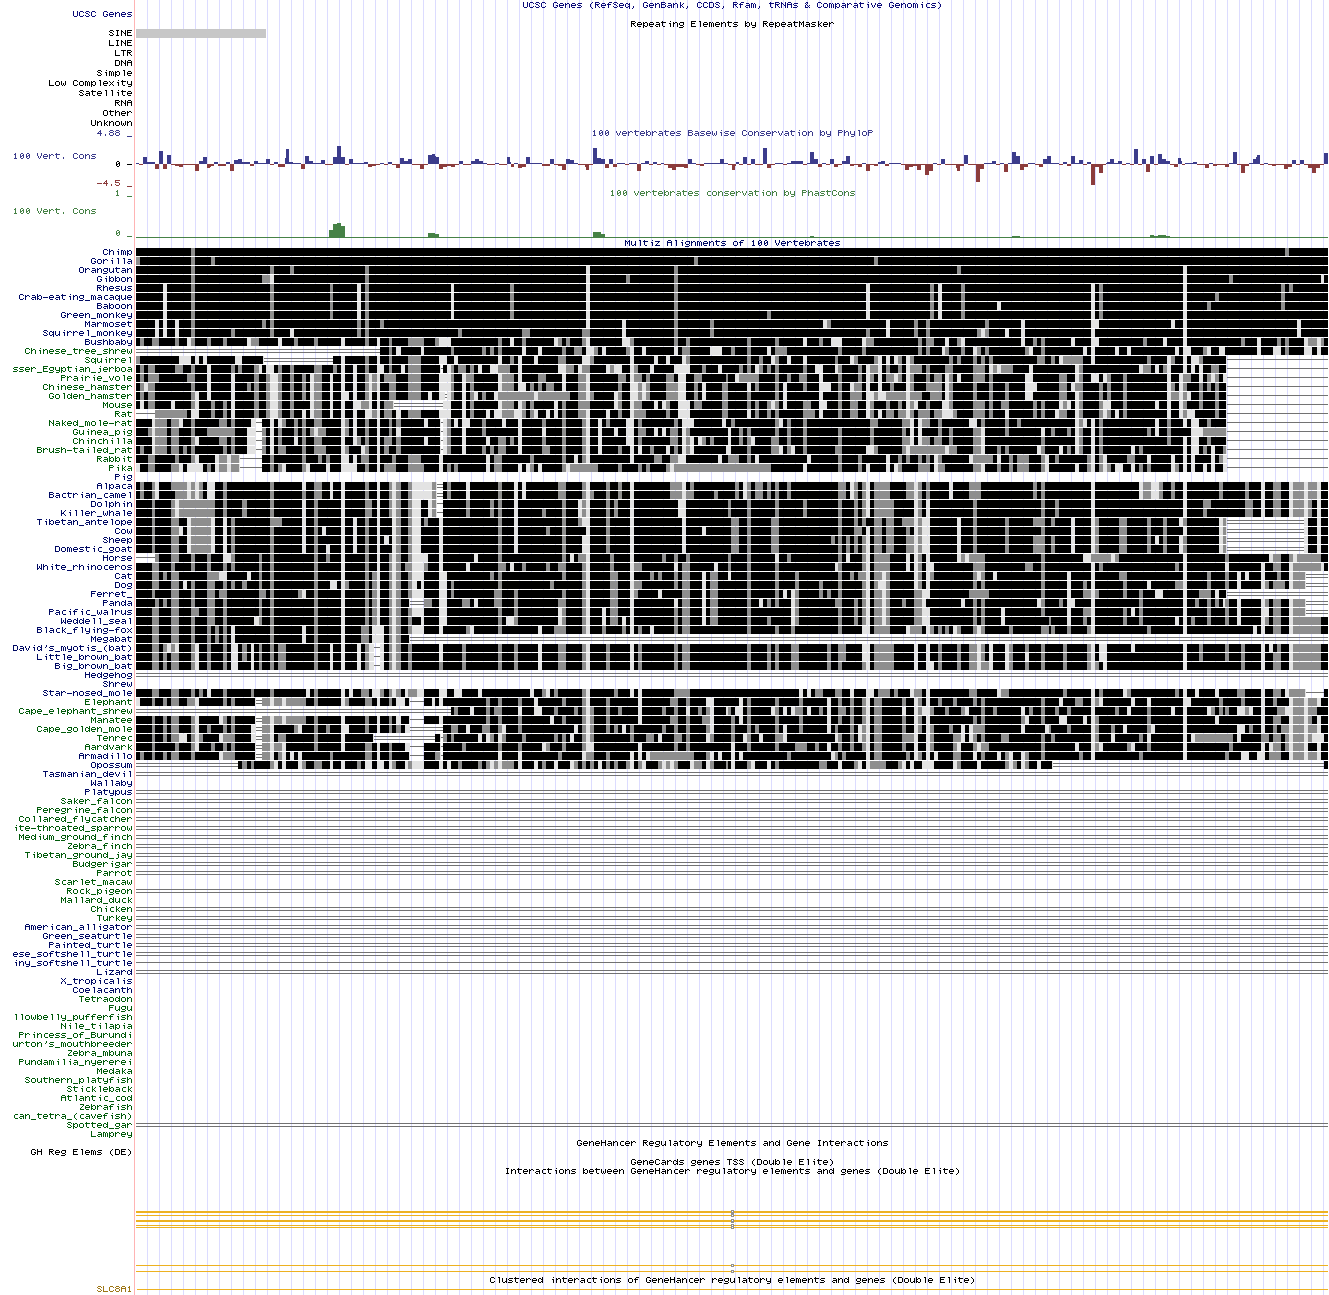 UCSC Genes (RefSeq, GenBank, CCDS, Rfam, tRNAs & Comparative Genomics)
UCSC Genes
Repeating Elements by RepeatMasker
SINE
LINE
LTR
DNA
Simple
Low Complexity
Satellite
RNA
Other
Unknown
4.88 _
100 vertebrates Basewise Conservation by PhyloP
100 Vert. Cons
0 _
-4.5 _
1 _
100 vertebrates conservation by PhastCons
100 Vert. Cons
0 _
Multiz Alignments of 100 Vertebrates
Chimp
Gorilla
Orangutan
Gibbon
Rhesus
Crab-eating_macaque
Baboon
Green_monkey
Marmoset
Squirrel_monkey
Bushbaby
Chinese_tree_shrew
Squirrel
sser_Egyptian_jerboa
Prairie_vole
Chinese_hamster
Golden_hamster
Mouse
Rat
Naked_mole-rat
Guinea_pig
Chinchilla
Brush-tailed_rat
Rabbit
Pika
Pig
Alpaca
Bactrian_camel
Dolphin
Killer_whale
Tibetan_antelope
Cow
Sheep
Domestic_goat
Horse
White_rhinoceros
Cat
Dog
Ferret_
Panda
Pacific_walrus
Weddell_seal
Black_flying-fox
Megabat
David's_myotis_(bat)
Little_brown_bat
Big_brown_bat
Hedgehog
Shrew
Star-nosed_mole
Elephant
Cape_elephant_shrew
Manatee
Cape_golden_mole
Tenrec
Aardvark
Armadillo
Opossum
Tasmanian_devil
Wallaby
Platypus
Saker_falcon
Peregrine_falcon
Collared_flycatcher
ite-throated_sparrow
Medium_ground_finch
Zebra_finch
Tibetan_ground_jay
Budgerigar
Parrot
Scarlet_macaw
Rock_pigeon
Mallard_duck
Chicken
Turkey
American_alligator
Green_seaturtle
Painted_turtle
ese_softshell_turtle
iny_softshell_turtle
Lizard
X_tropicalis
Coelacanth
Tetraodon
Fugu
llowbelly_pufferfish
Nile_tilapia
Princess_of_Burundi
urton's_mouthbreeder
Zebra_mbuna
Pundamilia_nyererei
Medaka
Southern_platyfish
Stickleback
Atlantic_cod
Zebrafish
can_tetra_(cavefish)
Spotted_gar
Lamprey
GeneHancer Regulatory Elements and Gene Interactions
GH Reg Elems (DE)
GeneCards genes TSS (Double Elite)
Interactions between GeneHancer regulatory elements and genes (Double Elite)
Clustered interactions of GeneHancer regulatory elements and genes (Double Elite)
SLC8A1